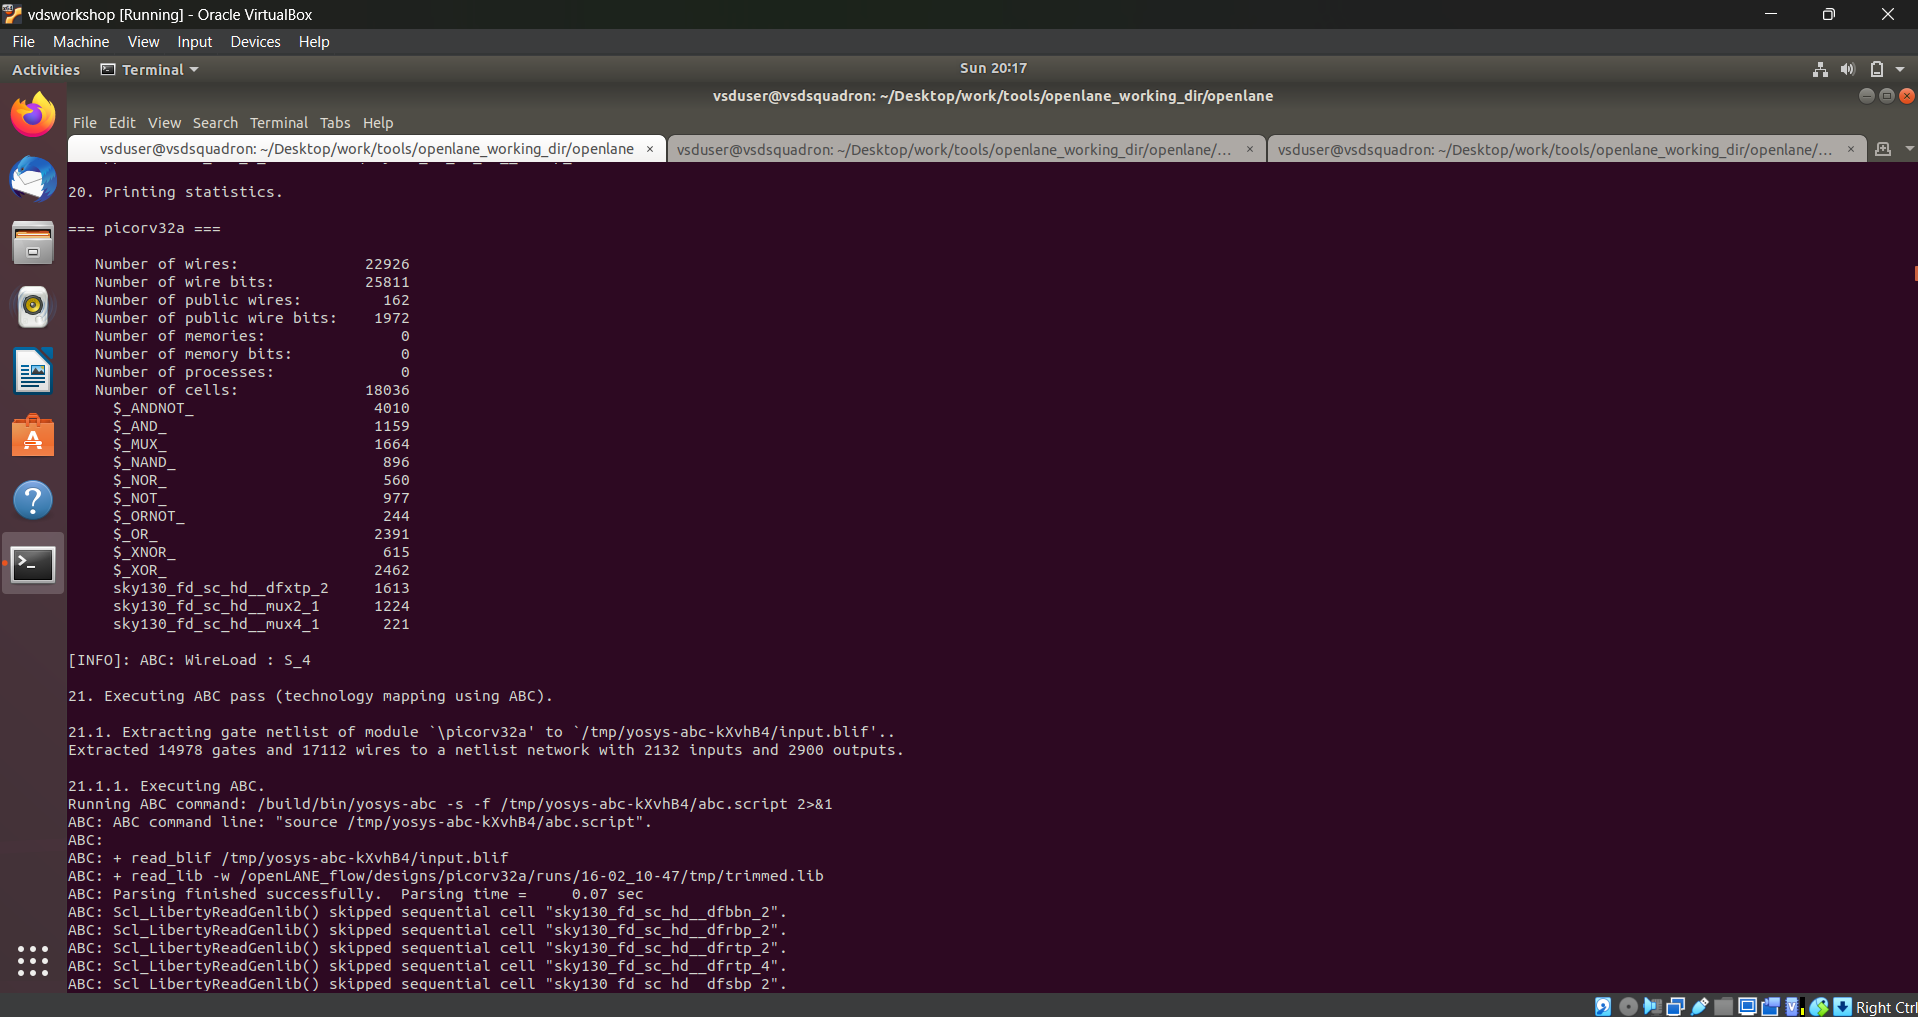 vdsworkshop [Running] - Oracle VirtualBox
File Machine View Input Devices Help
Activities Terminal Sun 20:17
vsduser@vsdsquadron: ~/Desktop/work/tools/openlane_working_dir/openlane
File Edit View Search Terminal Tabs Help
vsduser@vsdsquadron: ~/Desktop/work/tools/openlane_working_dir/openlane × vsduser@vsdsquadron: ~/Desktop/work/tools/openlane_working_dir/openlane/... × vsduser@vsdsquadron: ~/Desktop/work/tools/openlane_working_dir/openlane/... ×
20. Printing statistics.
=== picorv32a ===
Number of wires: 22926
Number of wire bits: 25811
Number of public wires: 162
Number of public wire bits: 1972
Number of memories: 0
Number of memory bits: 0
Number of processes: 0
Number of cells: 18036
$_ANDNOT_ 4010
$_AND_ 1159
$_MUX_ 1664
$_NAND_ 896
$_NOR_ 560
$_NOT_ 977
$_ORNOT_ 244
$_OR_ 2391
$_XNOR_ 615
$_XOR_ 2462
sky130_fd_sc_hd__dfxtp_2 1613
sky130_fd_sc_hd__mux2_1 1224
sky130_fd_sc_hd__mux4_1 221
[INFO]: ABC: WireLoad : S_4
21. Executing ABC pass (technology mapping using ABC).
21.1. Extracting gate netlist of module `\picorv32a' to `/tmp/yosys-abc-kXvhB4/input.blif'..
Extracted 14978 gates and 17112 wires to a netlist network with 2132 inputs and 2900 outputs.
21.1.1. Executing ABC.
Running ABC command: /build/bin/yosys-abc -s -f /tmp/yosys-abc-kXvhB4/abc.script 2>&1
ABC: ABC command line: "source /tmp/yosys-abc-kXvhB4/abc.script".
ABC:
ABC: + read_blif /tmp/yosys-abc-kXvhB4/input.blif
ABC: + read_lib -w /openLANE_flow/designs/picorv32a/runs/16-02_10-47/tmp/trimmed.lib
ABC: Parsing finished successfully. Parsing time = 0.07 sec
ABC: Scl_LibertyReadGenlib() skipped sequential cell "sky130_fd_sc_hd__dfbbn_2".
ABC: Scl_LibertyReadGenlib() skipped sequential cell "sky130_fd_sc_hd__dfrbp_2".
ABC: Scl_LibertyReadGenlib() skipped sequential cell "sky130_fd_sc_hd__dfrtp_2".
ABC: Scl_LibertyReadGenlib() skipped sequential cell "sky130_fd_sc_hd__dfrtp_4".
ABC: Scl_LibertyReadGenlib() skipped sequential cell "sky130_fd_sc_hd__dfsbp_2".
Right Ctrl